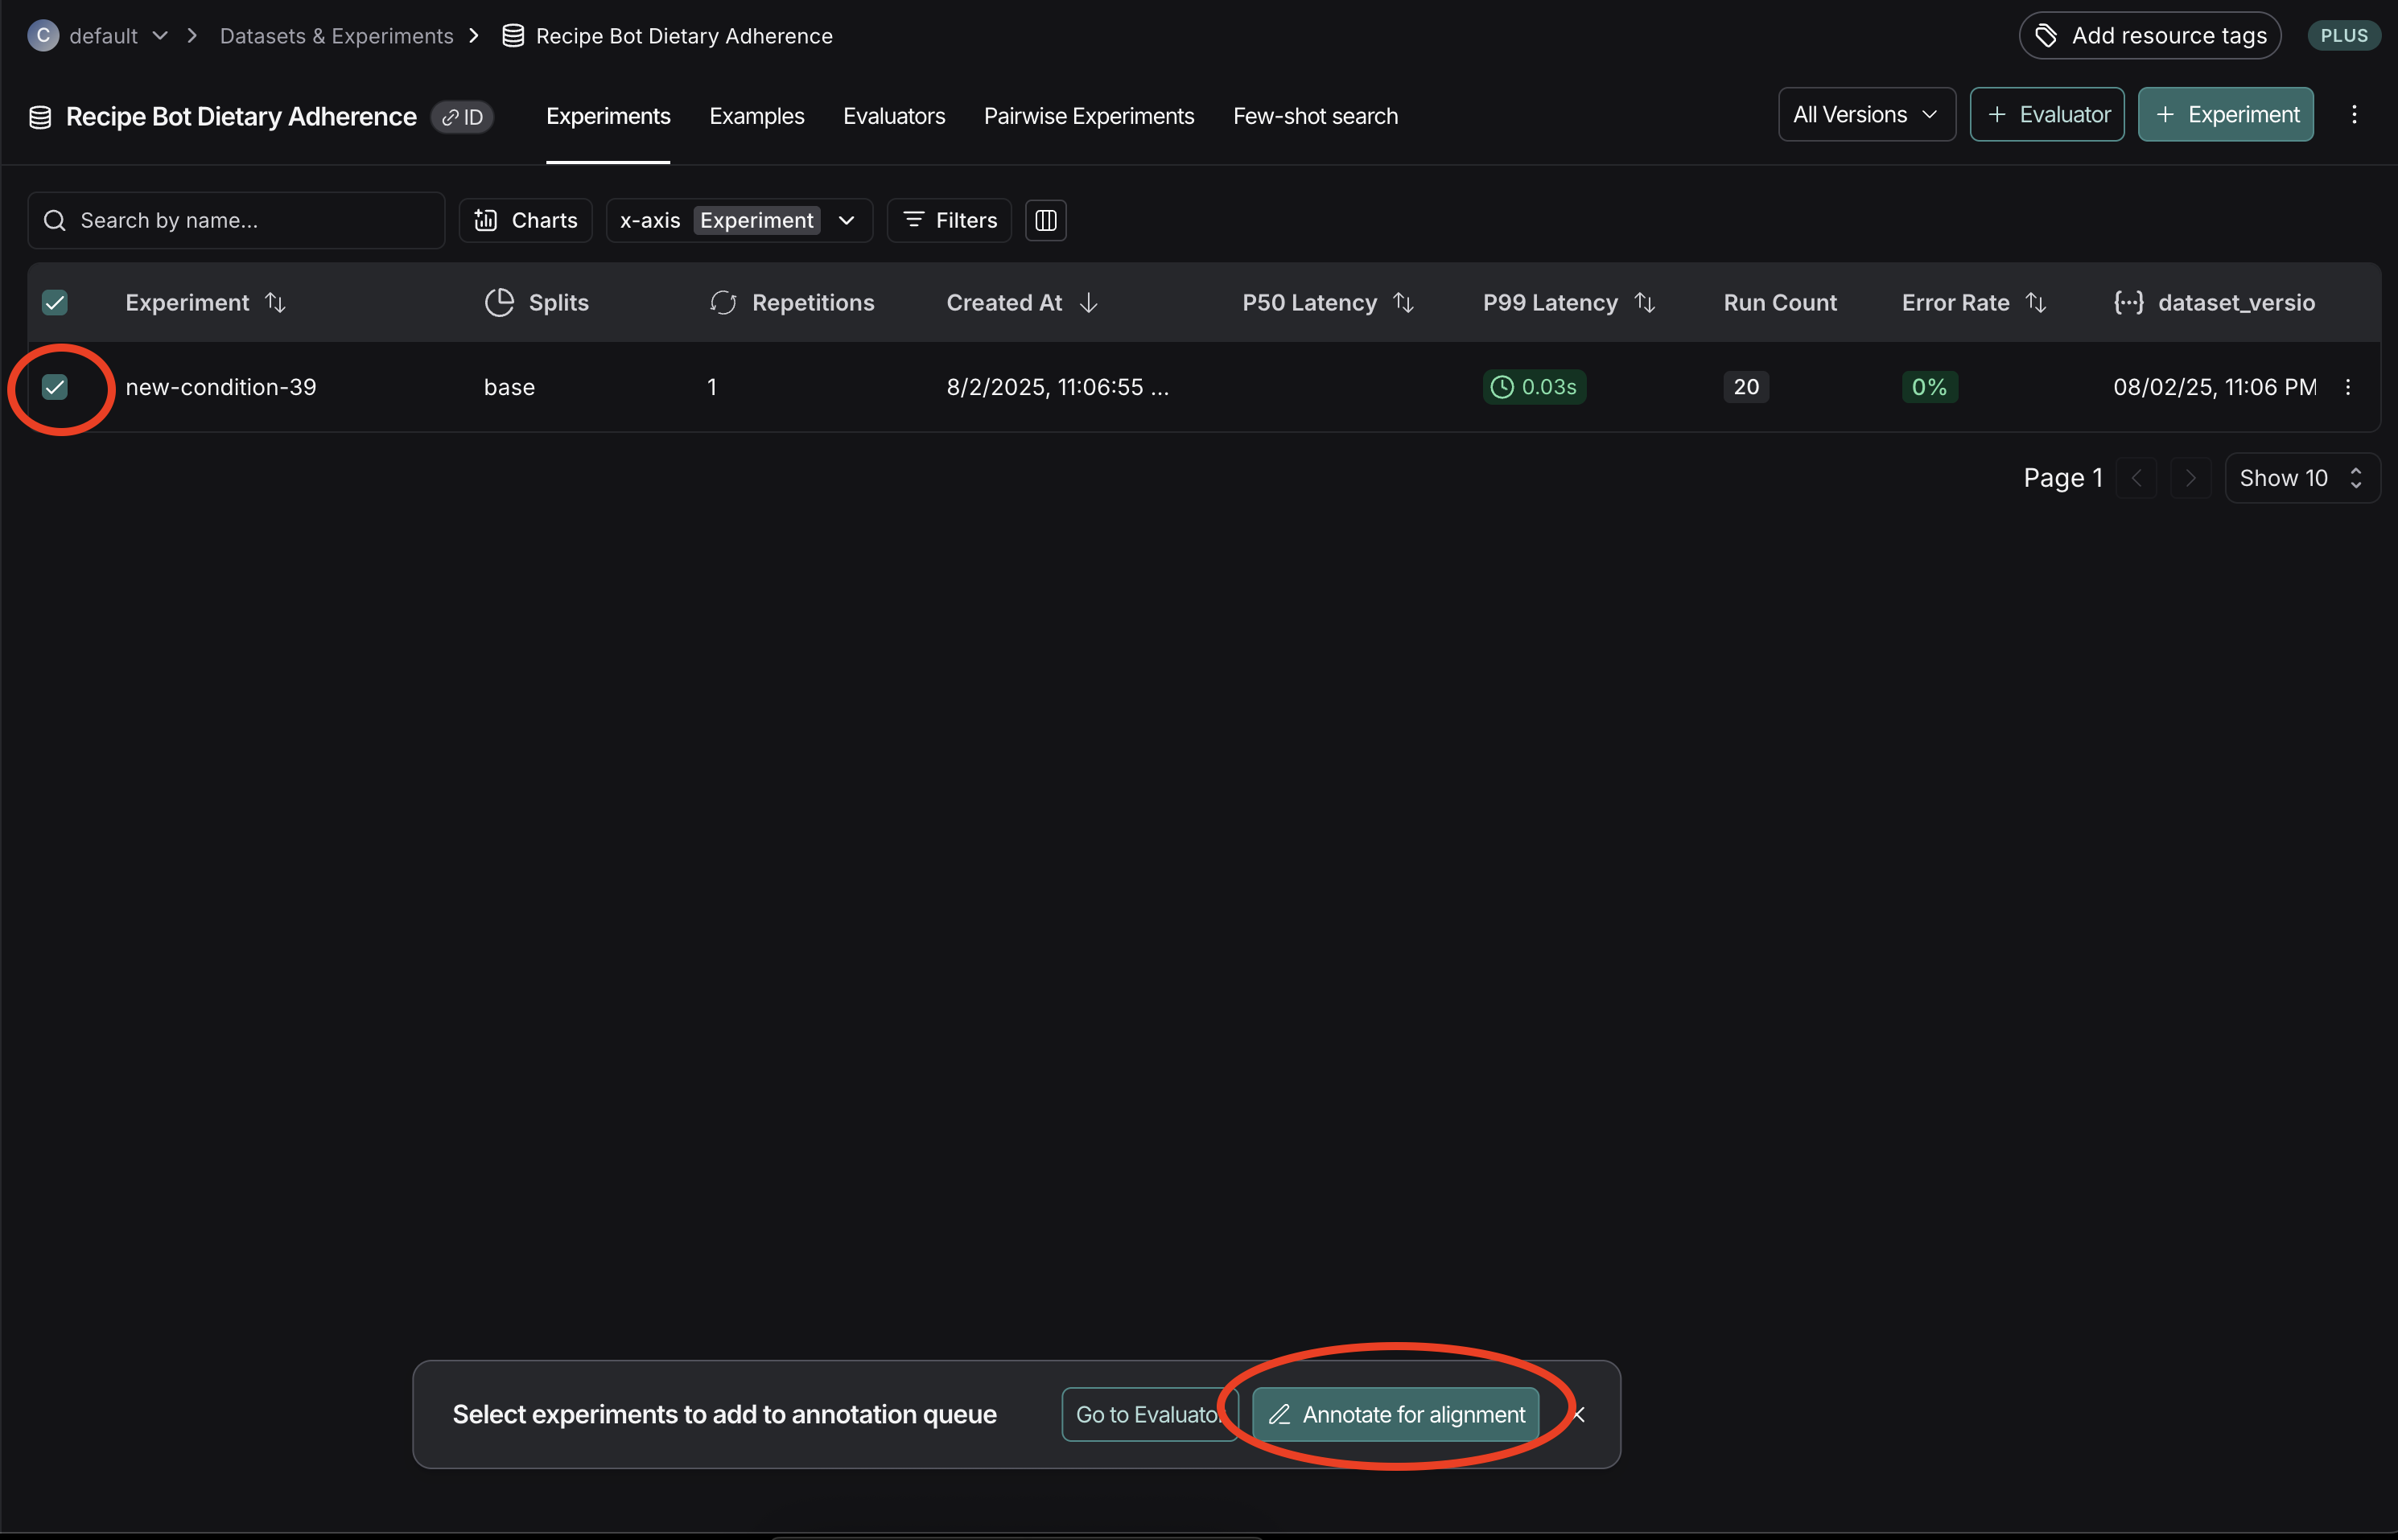 C default Datasets & Experiments Recipe Bot Dietary Adherence Add resource tags PLUS
Recipe Bot Dietary Adherence ID Experiments Examples Evaluators Pairwise Experiments Few-shot search All Versions + Evaluator + Experiment
Search by name... Charts x-axis Experiment Filters
Experiment Splits Repetitions Created At P50 Latency P99 Latency Run Count Error Rate {...} dataset_versio
new-condition-39 base 1 8/2/2025, 11:06:55 ... 0.03s 20 0% 08/02/25, 11:06 PM
Page 1 Show 10
Select experiments to add to annotation queue Go to Evaluator Annotate for alignment